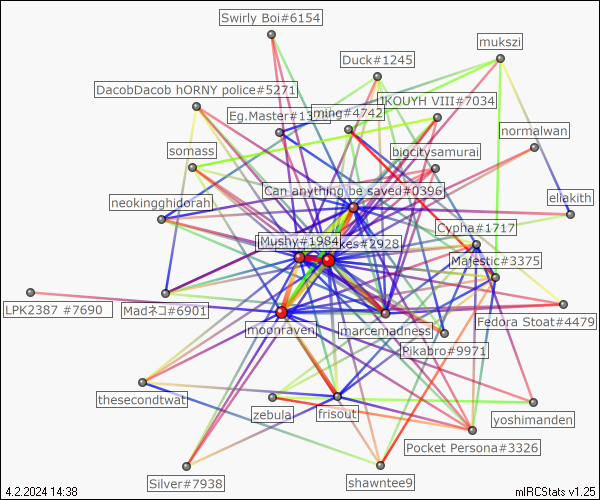 Swirly Boi#6154
mukszi
Duck#1245
DacobDacob hORNY police#5271
JKOUYH VIII#7034
ming#4742
Eg.Master#13
normalwan
somass
bigcitysamurai
Can anything be saved#0396
neokingghidorah
eliakith
Cypha#1717
Mushy#1984
kes#2928
Majestic#3375
LPK2387 #7690
Madネコ#6901
Fedora Stoat#4479
moonraven
marcemadness
Pikabro#9971
thesecondtwat
zebula
frisout
yoshimanden
Pocket Persona#3326
Silver#7938
shawntee9
4.2.2024 14:38
mIRCStats v1.25